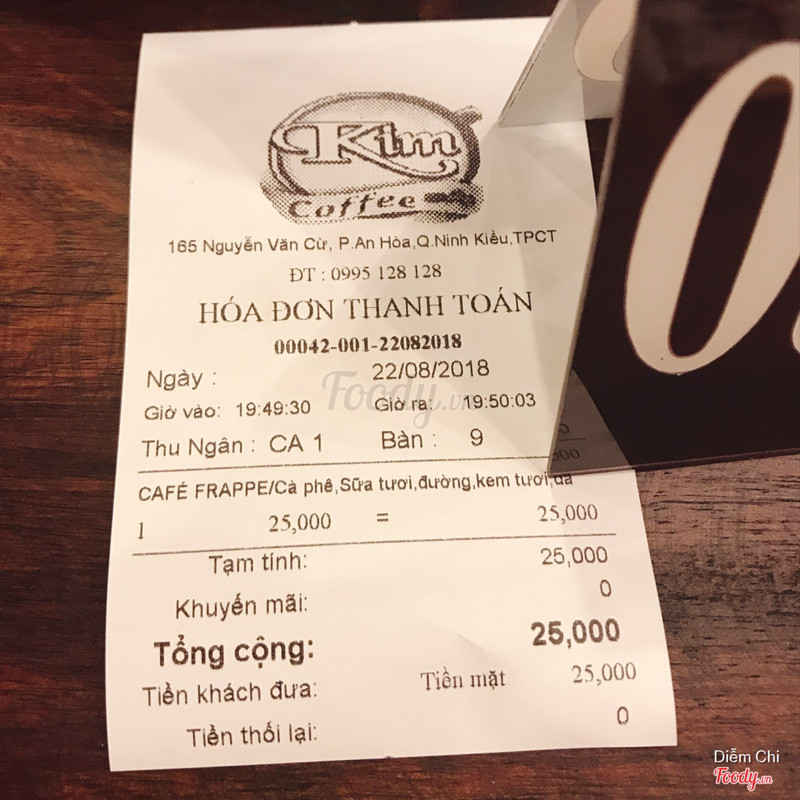 Kim
Coffee
165 Nguyễn Văn Cừ, P.An Hòa,Q.Ninh Kiều,TPCT
ĐT : 0995 128 128
HÓA ĐƠN THANH TOÁN
00042-001-22082018
Ngày : 22/08/2018
Giờ vào: 19:49:30 Giờ ra: 19:50:03
Thu Ngân : CA 1 Bàn : 9
CAFÉ FRAPPE/Cà phê,Sữa tươi,đường,kem tươi,đá
1 25,000 = 25,000
Tạm tính: 25,000
Khuyến mãi: 0
Tổng cộng: 25,000
Tiền khách đưa: Tiền mặt 25,000
Tiền thối lại: 0
Foody.vn
Diễm Chi
Foody.vn